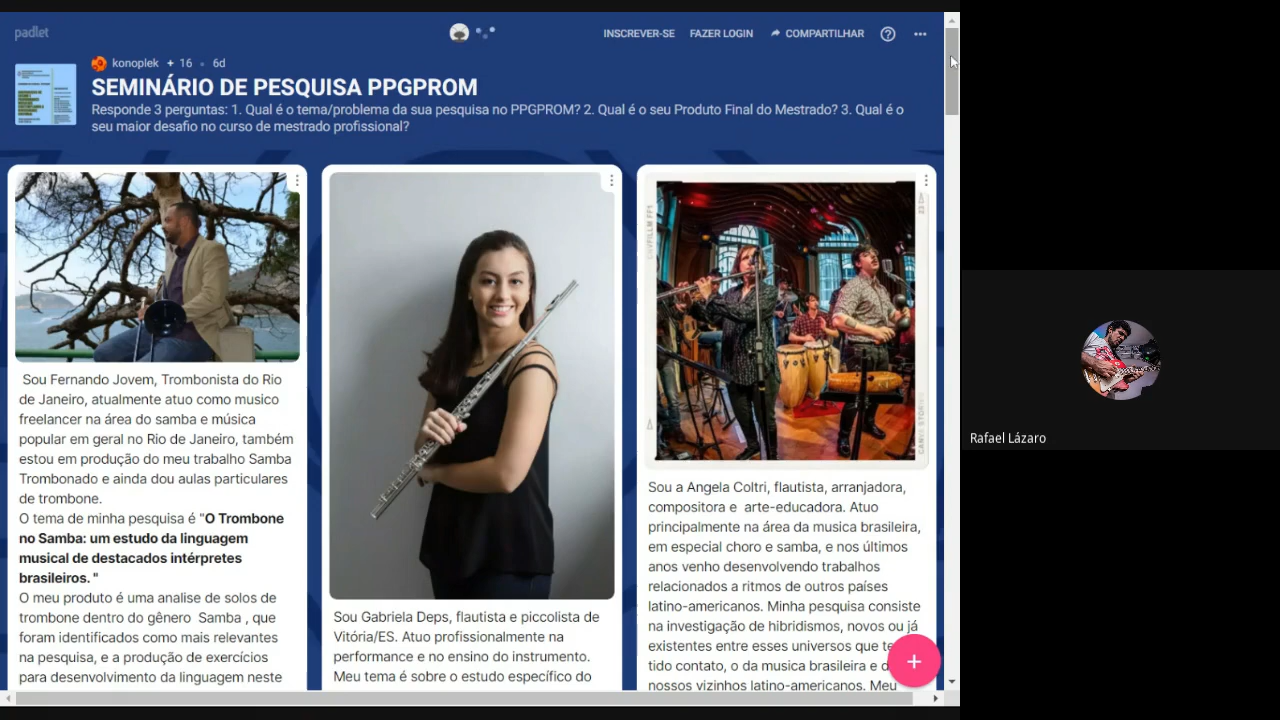 padlet
INSCREVER-SE FAZER LOGIN COMPARTILHAR
konoplek + 16 • 6d
SEMINÁRIO DE PESQUISA PPGPROM
Responde 3 perguntas: 1. Qual é o tema/problema da sua pesquisa no PPGPROM? 2. Qual é o seu Produto Final do Mestrado? 3. Qual é o
seu maior desafio no curso de mestrado profissional?
Sou Fernando Jovem, Trombonista do Rio
de Janeiro, atualmente atuo como musico
freelancer na área do samba e música
popular em geral no Rio de Janeiro, também
estou em produção do meu trabalho Samba
Trombonado e ainda dou aulas particulares
de trombone.
O tema de minha pesquisa é "O Trombone
no Samba: um estudo da linguagem
musical de destacados intérpretes
brasileiros. "
O meu produto é uma analise de solos de
trombone dentro do gênero Samba , que
foram identificados como mais relevantes
na pesquisa, e a produção de exercícios
para desenvolvimento da linguagem neste
Sou Gabriela Deps, flautista e piccolista de
Vitória/ES. Atuo profissionalmente na
performance e no ensino do instrumento.
Meu tema é sobre o estudo específico do
Sou a Angela Coltri, flautista, arranjadora,
compositora e arte-educadora. Atuo
principalmente na área da musica brasileira,
em especial choro e samba, e nos últimos
anos venho desenvolvendo trabalhos
relacionados a ritmos de outros países
latino-americanos. Minha pesquisa consiste
na investigação de hibridismos, novos ou já
existentes entre esses universos que
tido contato, o da musica brasileira e
nossos vizinhos latino-americanos. Meu
Rafael Lázaro